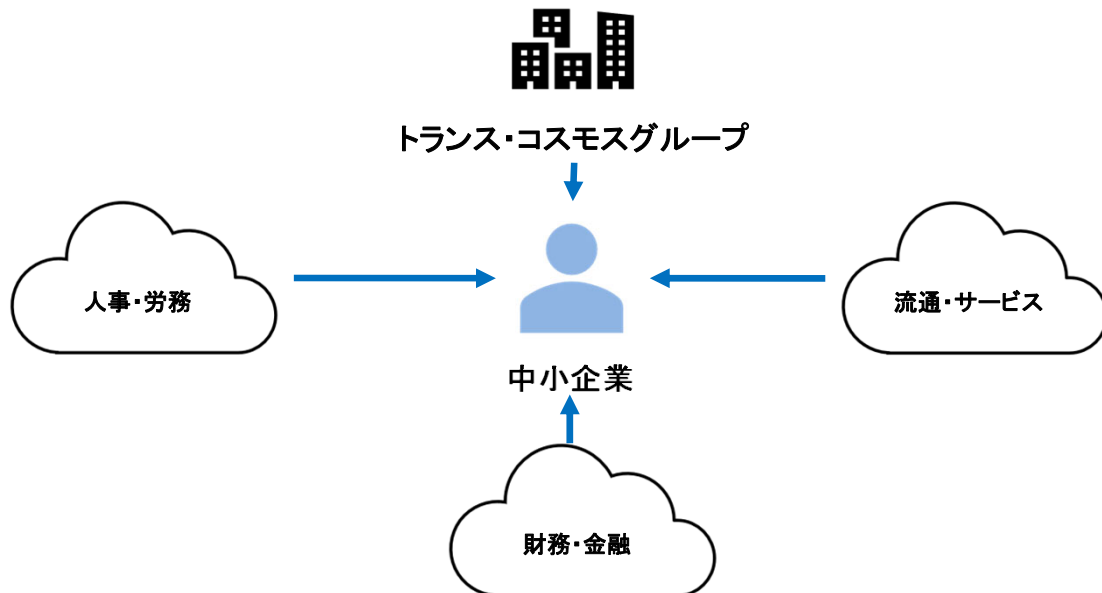 トランス・コスモスグループ
人事・労務
流通・サービス
中小企業
財務・金融